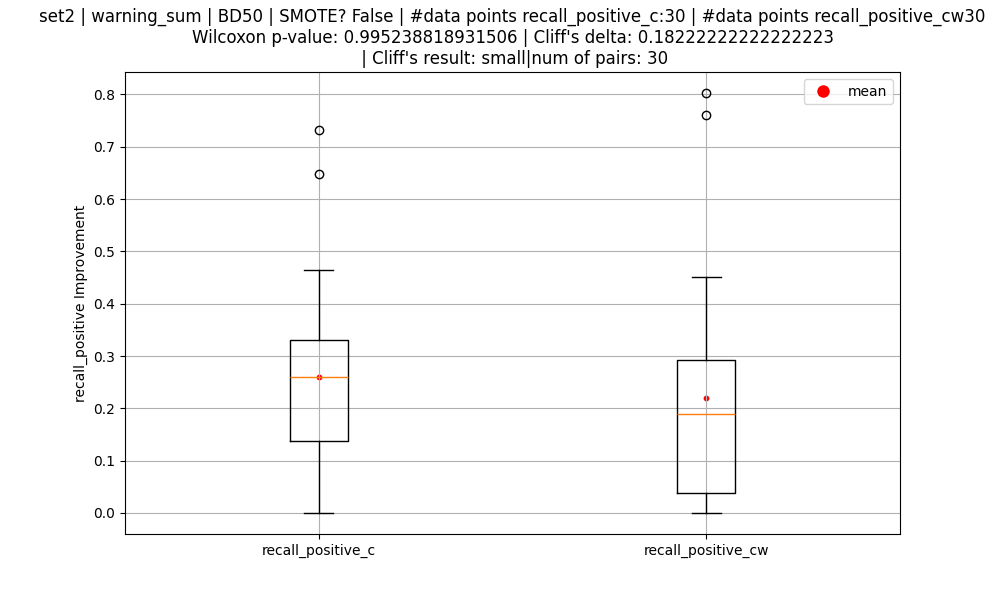 set2 | warning_sum | BD50 | SMOTE? False | #data points recall_positive_c:30 | #data points recall_positive_cw30
Wilcoxon p-value: 0.995238818931506 | Cliff's delta: 0.18222222222222223
| Cliff's result: small|num of pairs: 30
mean
0.8
0.7
0.6
0.5
0.4
0.3
0.2
0.1
0.0
recall_positive Improvement
recall_positive_c
recall_positive_cw